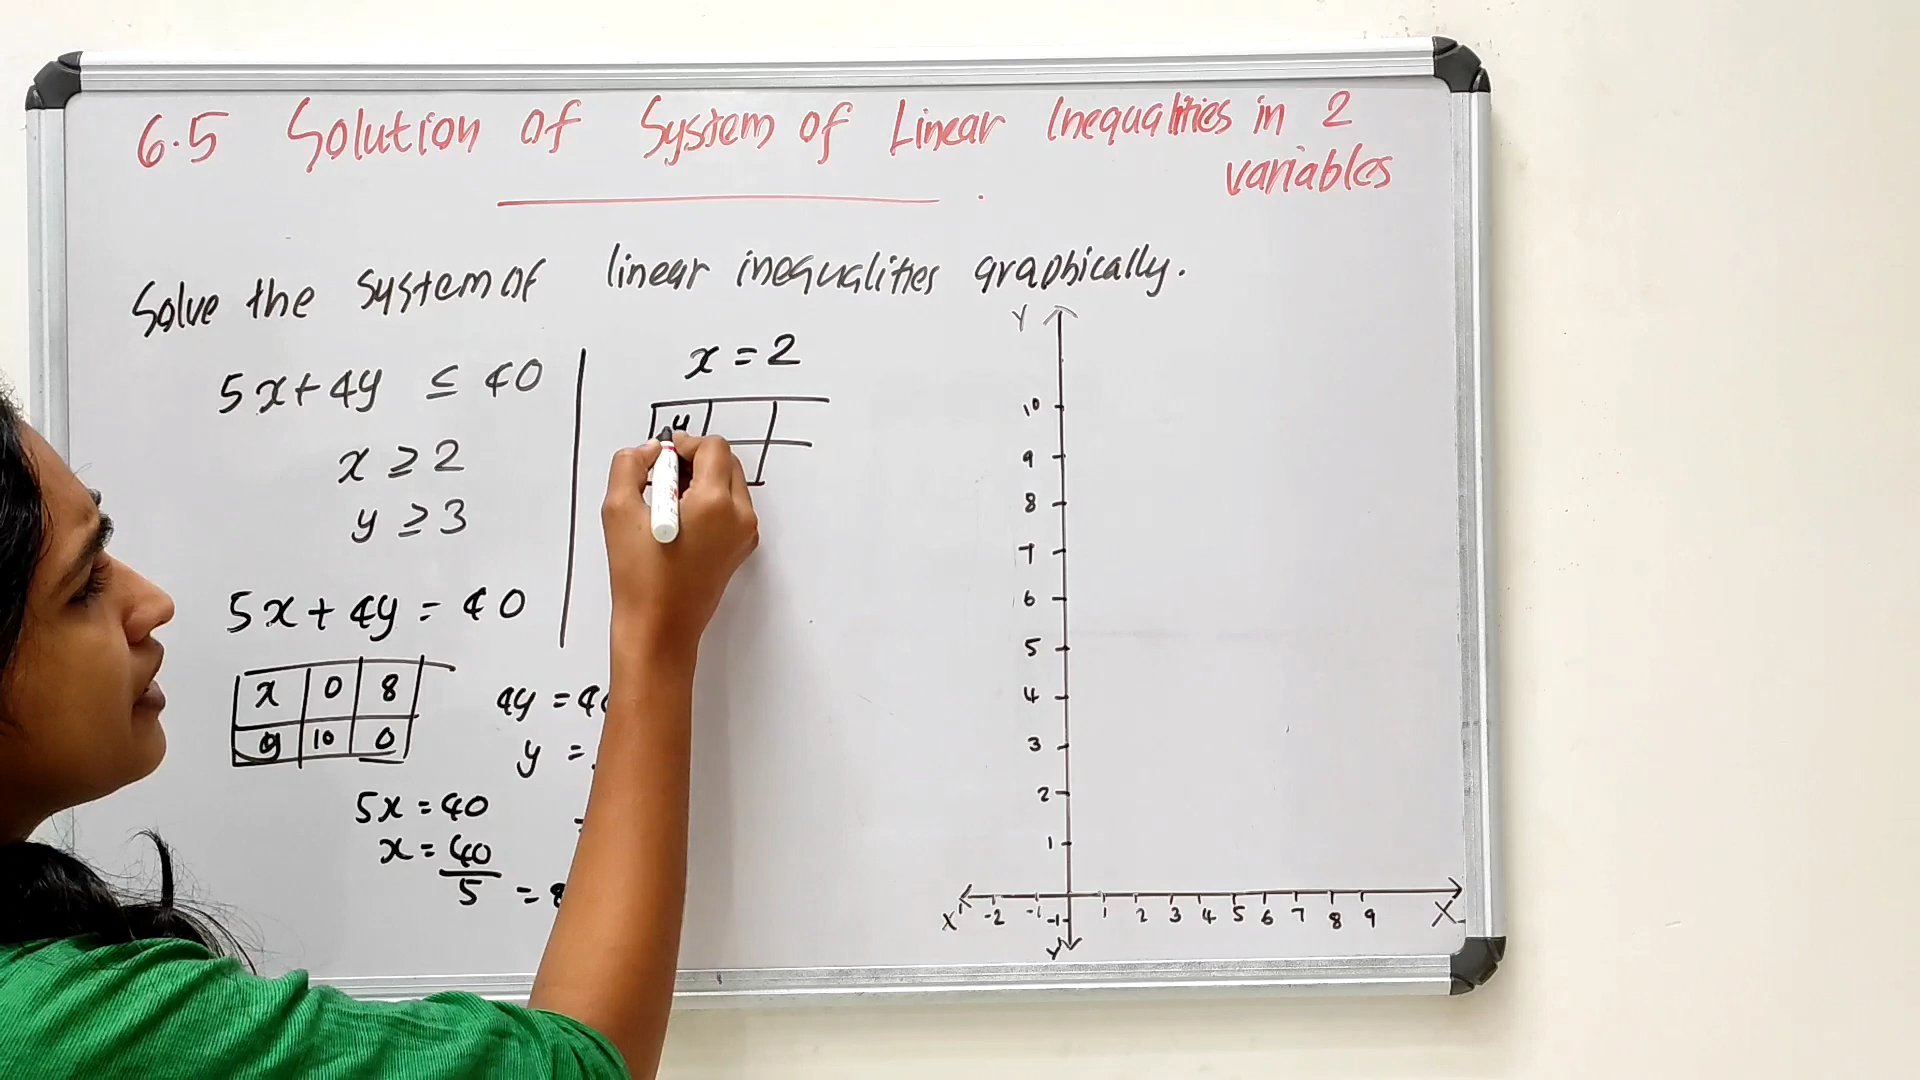 6.5 Solution of System of Linear Inequalities in 2
variables
Solve the system of linear inequalities graphically.
5x+4y ≤ 40
x ≥ 2
y ≥ 3
5x + 4y = 40
x 0 8
y 10 0
4y =
y =
5x = 40
x = 40
5 =
x = 2
Y
10
9
8
7
6
5
4
3
2
1
X' -2 -1 -1 1 2 3 4 5 6 7 8 9 X
Y'